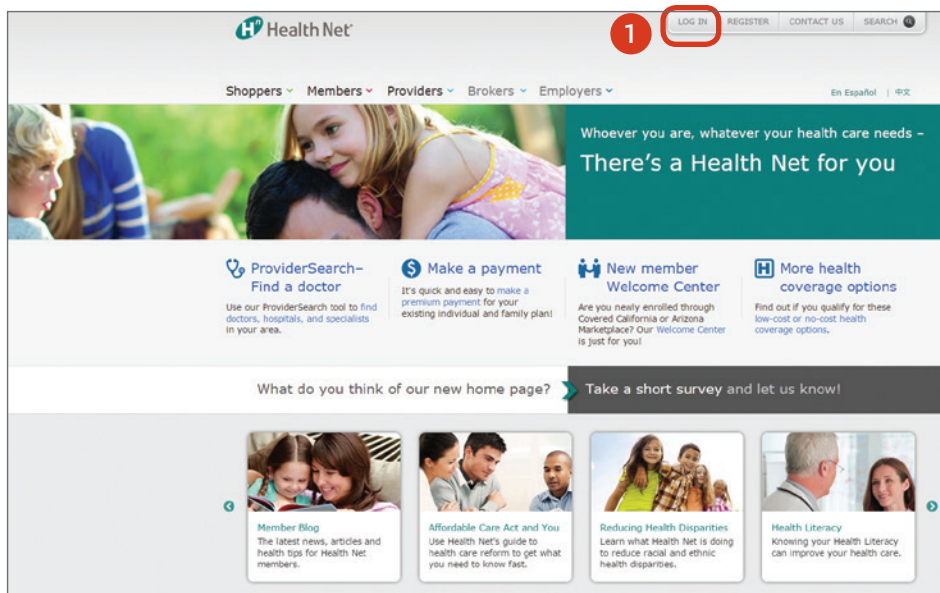 Health Net
1
LOG IN REGISTER CONTACT US SEARCH
Shoppers Members Providers Brokers Employers
En Español | 中文
Whoever you are, whatever your health care needs –
There's a Health Net for you
ProviderSearch–
Find a doctor
Use our ProviderSearch tool to find
doctors, hospitals, and specialists
in your area.
Make a payment
It's quick and easy to make a
premium payment for your
existing individual and family plan!
New member
Welcome Center
Are you newly enrolled through
Covered California or Arizona
Marketplace? Our Welcome Center
is just for you!
More health
coverage options
Find out if you qualify for these
low-cost or no-cost health
coverage options.
What do you think of our new home page?
Take a short survey and let us know!
Member Blog
The latest news, articles and
health tips for Health Net
members.
Affordable Care Act and You
Use Health Net's guide to
health care reform to get what
you need to know fast.
Reducing Health Disparities
Learn what Health Net is doing
to reduce racial and ethnic
health disparities.
Health Literacy
Knowing your Health Literacy
can improve your health care.